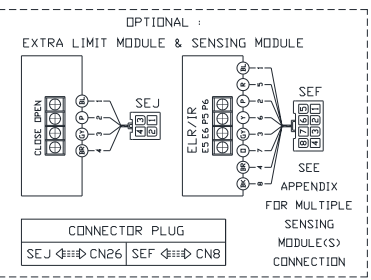 OPTIONAL :
EXTRA LIMIT MODULE & SENSING MODULE
CLOSE OPEN
BL 1
P 2
GY 3
BR 4
SEJ
4 3
2 1
ELR/IR
E5 E6 P5 P6
BL 1
R 5
P 2
Y 6
GY 3
O 7
BR 4
BK 8
SEF
8 7 6 5
4 3 2 1
SEE
APPENDIX
FOR MULTIPLE
SENSING
MODULE(S)
CONNECTION
CONNECTOR PLUG
SEJ CN26
SEF CN8